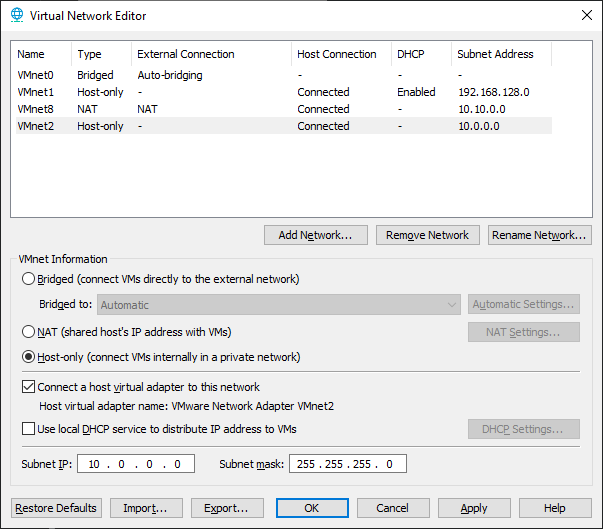 Virtual Network Editor
Name Type External Connection Host Connection DHCP Subnet Address
VMnet0 Bridged Auto-bridging - - -
VMnet1 Host-only - Connected Enabled 192.168.128.0
VMnet8 NAT NAT Connected - 10.10.0.0
VMnet2 Host-only - Connected - 10.0.0.0
Add Network... Remove Network Rename Network...
VMnet Information
Bridged (connect VMs directly to the external network)
Bridged to: Automatic Automatic Settings...
NAT (shared host's IP address with VMs) NAT Settings...
Host-only (connect VMs internally in a private network)
Connect a host virtual adapter to this network
Host virtual adapter name: VMware Network Adapter VMnet2
Use local DHCP service to distribute IP address to VMs DHCP Settings...
Subnet IP: 10 . 0 . 0 . 0 Subnet mask: 255 . 255 . 255 . 0
Restore Defaults Import... Export... OK Cancel Apply Help